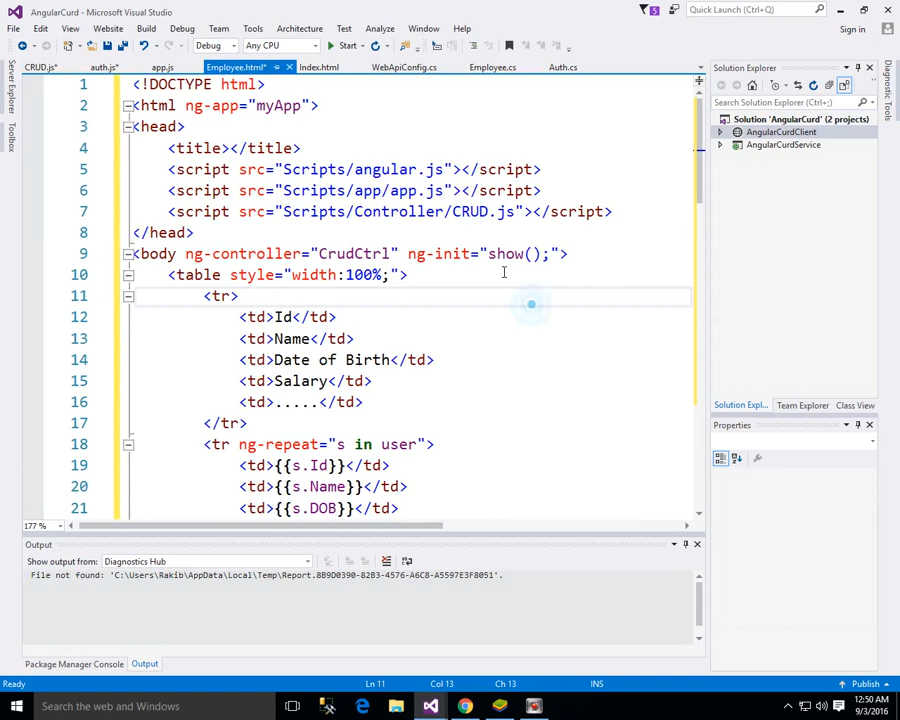 AngularCurd - Microsoft Visual Studio
5
Quick Launch (Ctrl+Q)
File Edit View Website Build Debug Team Tools Architecture Test Analyze Window Help
Sign in
Debug Any CPU Start
CRUD.js* auth.js* app.js Employee.html* Index.html WebApiConfig.cs Employee.cs Auth.cs
Server Explorer
Toolbox
1 <!DOCTYPE html>
2 <html ng-app="myApp">
3 <head>
4 <title></title>
5 <script src="Scripts/angular.js"></script>
6 <script src="Scripts/app/app.js"></script>
7 <script src="Scripts/Controller/CRUD.js"></script>
8 </head>
9 <body ng-controller="CrudCtrl" ng-init="show();">
10 <table style="width:100%;">
11 <tr>
12 <td>Id</td>
13 <td>Name</td>
14 <td>Date of Birth</td>
15 <td>Salary</td>
16 <td>.....</td>
17 </tr>
18 <tr ng-repeat="s in user">
19 <td>{{s.Id}}</td>
20 <td>{{s.Name}}</td>
21 <td>{{s.DOB}}</td>
177 %
Solution Explorer
Search Solution Explorer (Ctrl+;)
Solution 'AngularCurd' (2 projects)
AngularCurdClient
AngularCurdService
Solution Expl... Team Explorer Class View
Properties
Diagnostic Tools
Output
Show output from: Diagnostics Hub
File not found: 'C:\Users\Rakib\AppData\Local\Temp\Report.8B9D0390-82B3-4576-A6C8-A5597E3F8051'.
Package Manager Console Output
Ready Ln 11 Col 13 Ch 13 INS Publish
Search the web and Windows
12:50 AM
9/3/2016